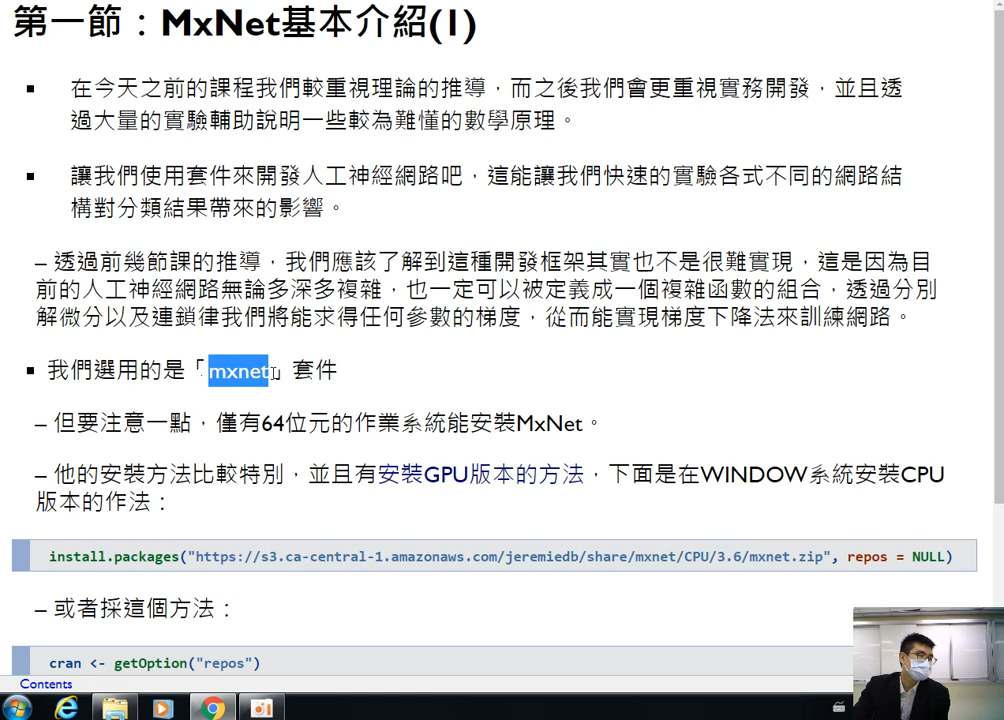 第一節：MxNet基本介紹(1)
在今天之前的課程我們較重視理論的推導，而之後我們會更重視實務開發，並且透
過大量的實驗輔助說明一些較為難懂的數學原理。
讓我們使用套件來開發人工神經網路吧，這能讓我們快速的實驗各式不同的網路結
構對分類結果帶來的影響。
– 透過前幾節課的推導，我們應該了解到這種開發框架其實也不是很難實現，這是因為目
前的人工神經網路無論多深多複雜，也一定可以被定義成一個複雜函數的組合，透過分別
解微分以及連鎖律我們將能求得任何參數的梯度，從而能實現梯度下降法來訓練網路。
我們選用的是「mxnet」套件
– 但要注意一點，僅有64位元的作業系統能安裝MxNet。
– 他的安裝方法比較特別，並且有安裝GPU版本的方法，下面是在WINDOW系統安裝CPU
版本的作法：
install.packages("https://s3.ca-central-1.amazonaws.com/jeremiedb/share/mxnet/CPU/3.6/mxnet.zip", repos = NULL)
– 或者採這個方法：
cran <- getOption("repos")
Contents